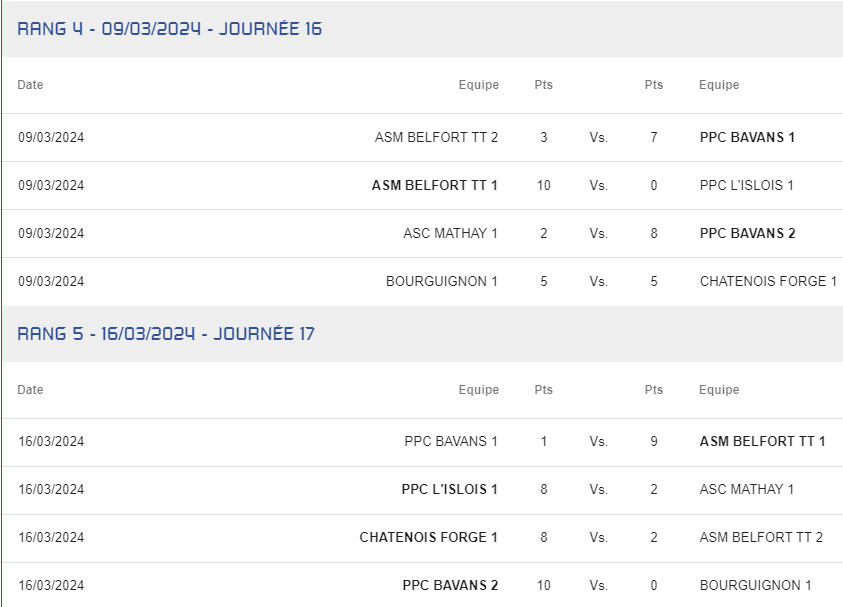 RANG 4 - 09/03/2024 - JOURNÉE 16
Date Equipe Pts Pts Equipe
09/03/2024 ASM BELFORT TT 2 3 Vs. 7 PPC BAVANS 1
09/03/2024 ASM BELFORT TT 1 10 Vs. 0 PPC L'ISLOIS 1
09/03/2024 ASC MATHAY 1 2 Vs. 8 PPC BAVANS 2
09/03/2024 BOURGUIGNON 1 5 Vs. 5 CHATENOIS FORGE 1
RANG 5 - 16/03/2024 - JOURNÉE 17
Date Equipe Pts Pts Equipe
16/03/2024 PPC BAVANS 1 1 Vs. 9 ASM BELFORT TT 1
16/03/2024 PPC L'ISLOIS 1 8 Vs. 2 ASC MATHAY 1
16/03/2024 CHATENOIS FORGE 1 8 Vs. 2 ASM BELFORT TT 2
16/03/2024 PPC BAVANS 2 10 Vs. 0 BOURGUIGNON 1